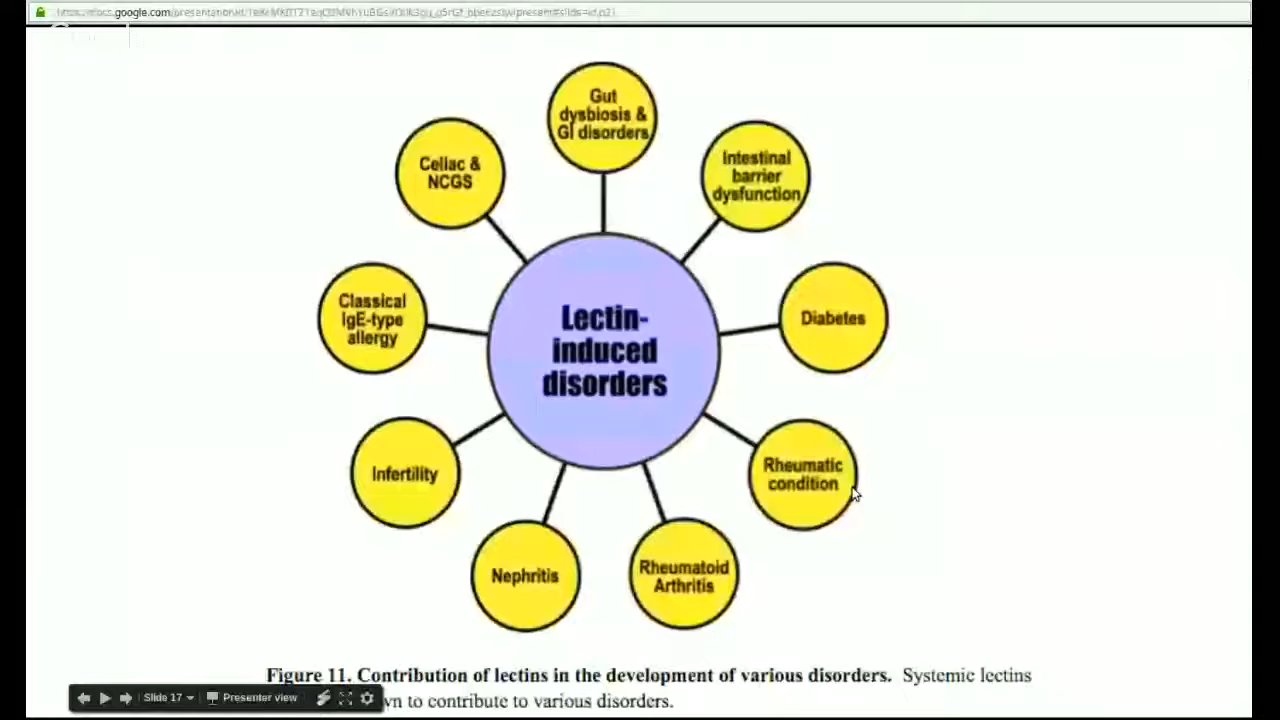 google.com
Gut
dysbiosis &
GI disorders
Intestinal
barrier
dysfunction
Diabetes
Rheumatic
condition
Rheumatoid
Arthritis
Nephritis
Infertility
Classical
IgE-type
allergy
Celiac &
NCGS
Lectin-
induced
disorders
Figure 11. Contribution of lectins in the development of various disorders. Systemic lectins
to contribute to various disorders.
Slide 17
Presenter view